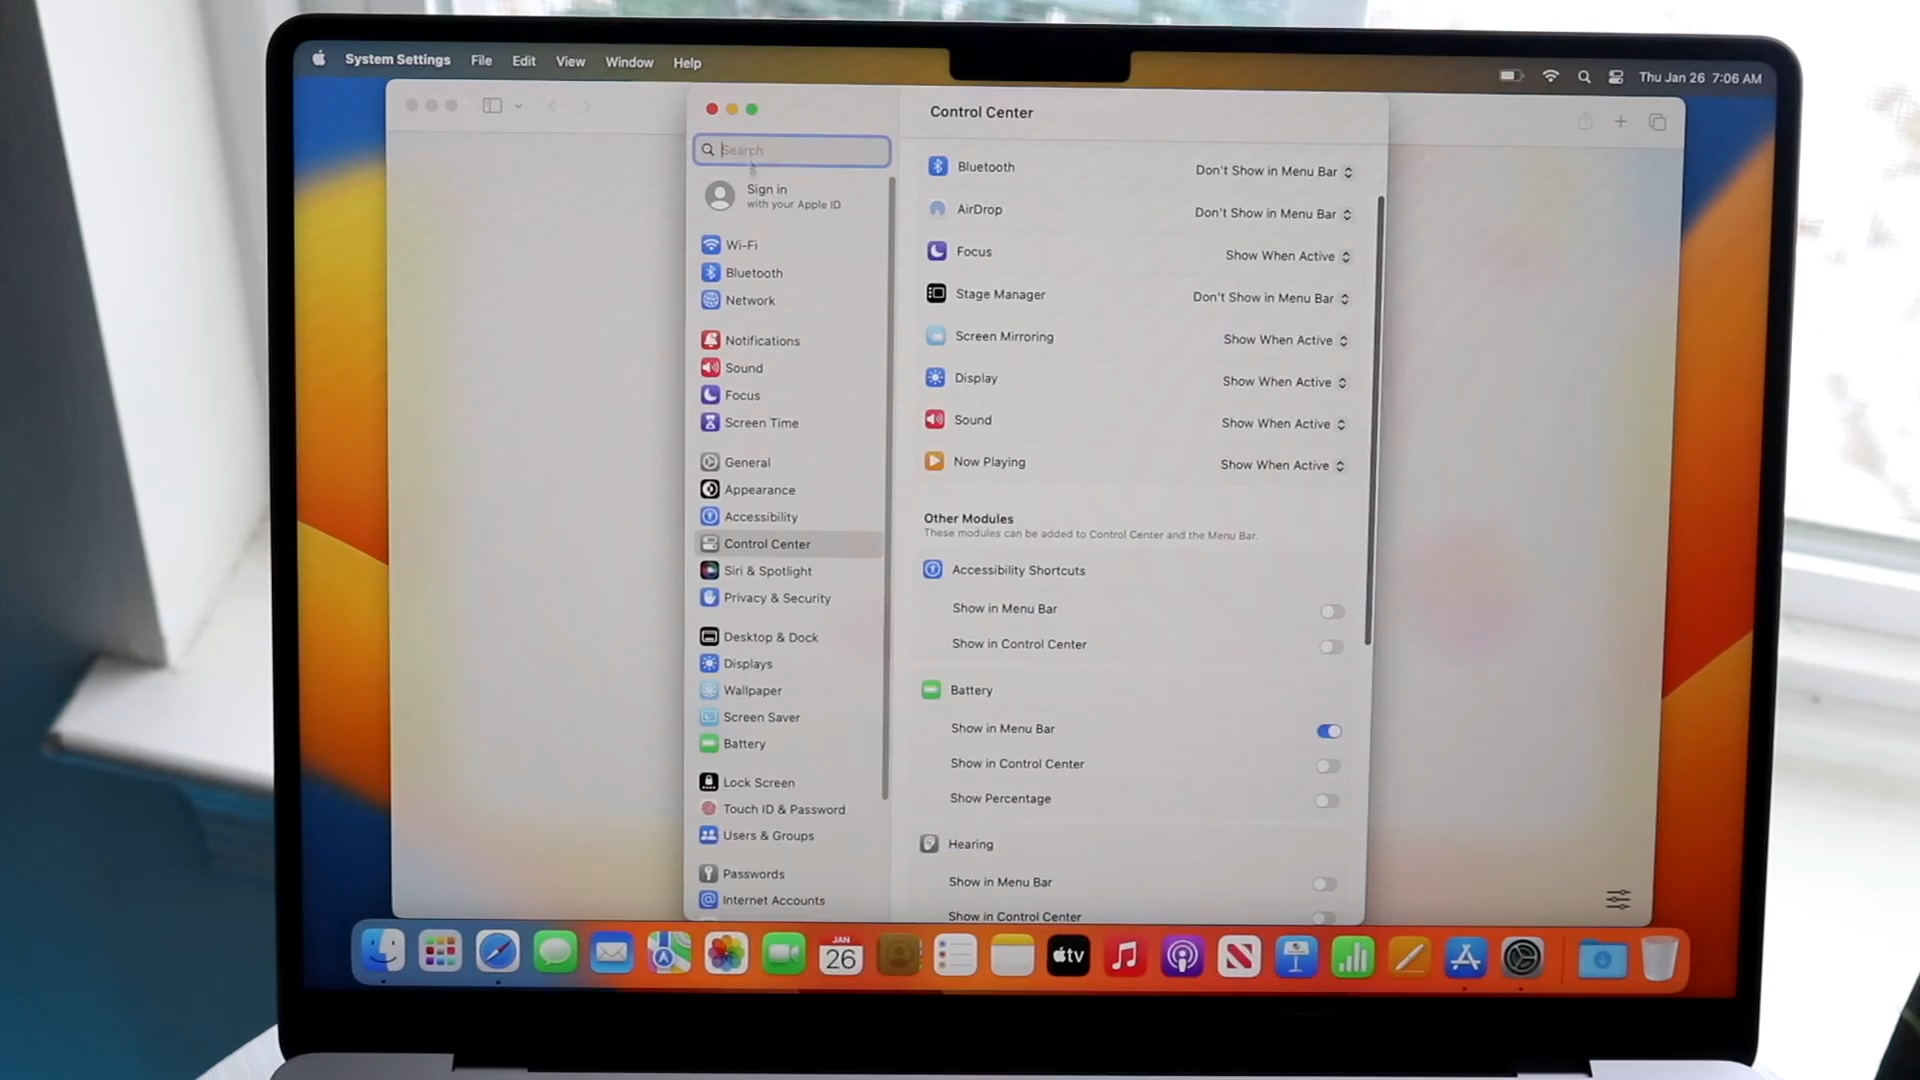 System Settings File Edit View Window Help
Thu Jan 26 7:06 AM
Search
Sign in
with your Apple ID
Wi-Fi
Bluetooth
Network
Notifications
Sound
Focus
Screen Time
General
Appearance
Accessibility
Control Center
Siri & Spotlight
Privacy & Security
Desktop & Dock
Displays
Wallpaper
Screen Saver
Battery
Lock Screen
Touch ID & Password
Users & Groups
Passwords
Internet Accounts
Control Center
Bluetooth Don't Show in Menu Bar
AirDrop Don't Show in Menu Bar
Focus Show When Active
Stage Manager Don't Show in Menu Bar
Screen Mirroring Show When Active
Display Show When Active
Sound Show When Active
Now Playing Show When Active
Other Modules
These modules can be added to Control Center and the Menu Bar.
Accessibility Shortcuts
Show in Menu Bar
Show in Control Center
Battery
Show in Menu Bar
Show in Control Center
Show Percentage
Hearing
Show in Menu Bar
Show in Control Center
JAN
26
tv